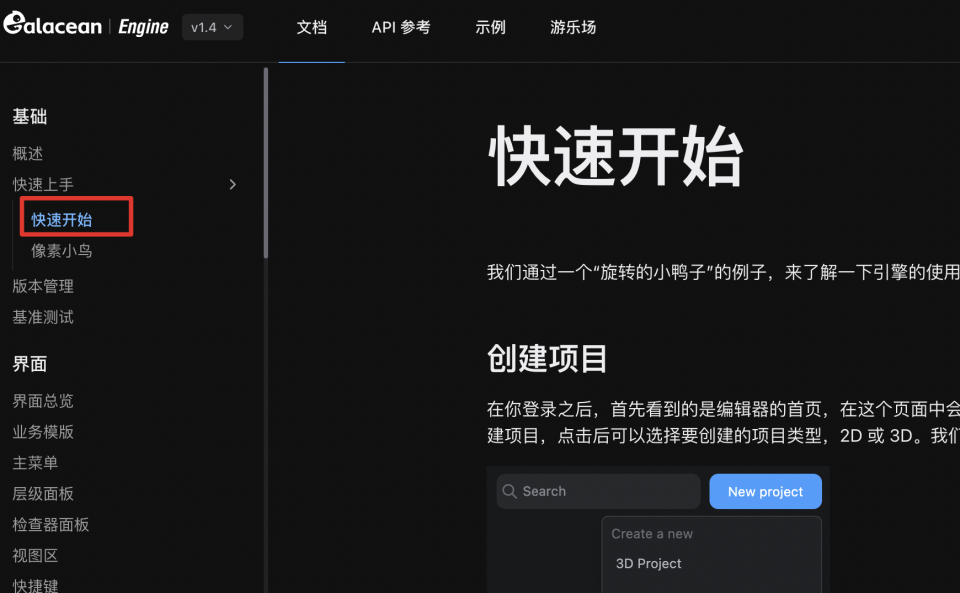 Galacean Engine v1.4 文档 API 参考 示例 游乐场
基础
概述
快速上手
快速开始
像素小鸟
版本管理
基准测试
界面
界面总览
业务模版
主菜单
层级面板
检查器面板
视图区
快捷键
快速开始
我们通过一个“旋转的小鸭子”的例子，来了解一下引擎的使用
创建项目
在你登录之后，首先看到的是编辑器的首页，在这个页面中会
建项目，点击后可以选择要创建的项目类型，2D 或 3D。我们
Search New project
Create a new
3D Project